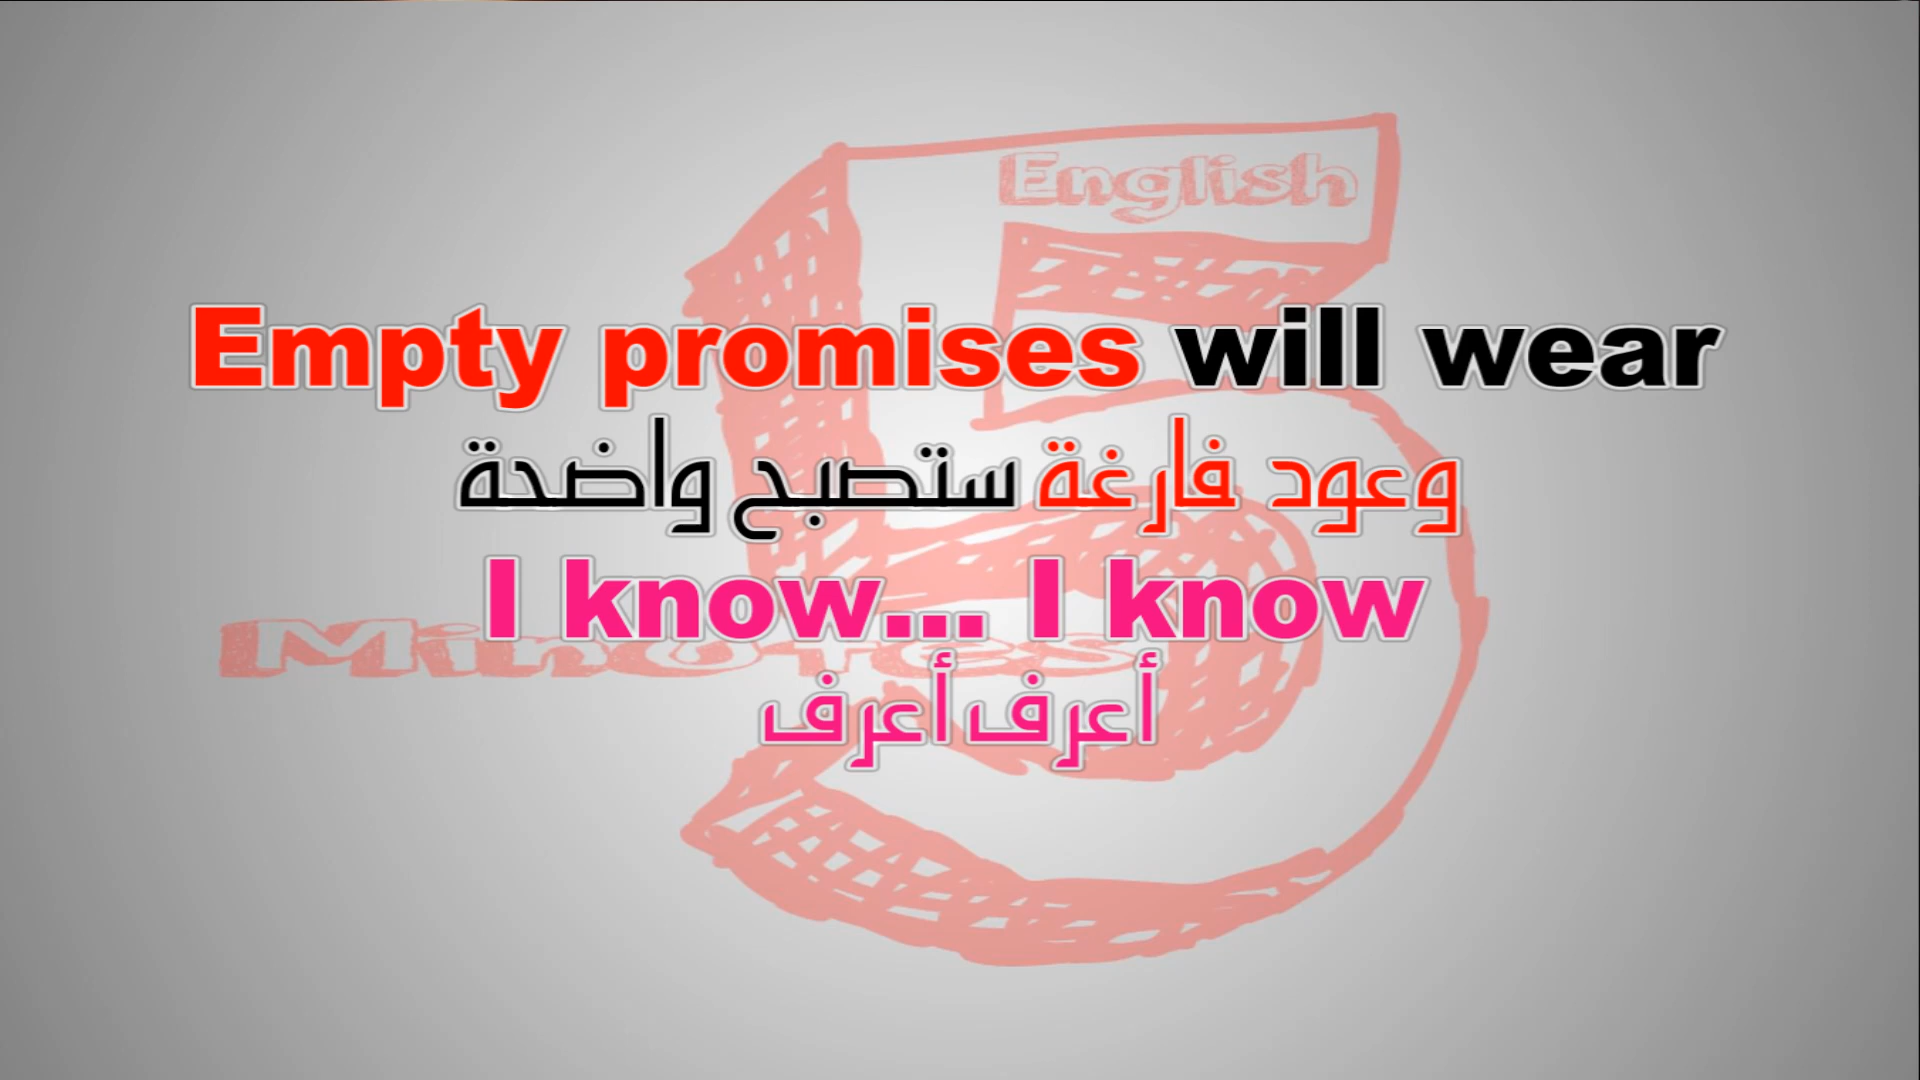 English
Empty promises will wear
وعود فارغة ستصبح واضحة
I know... I know
Minutes
أعرف أعرف